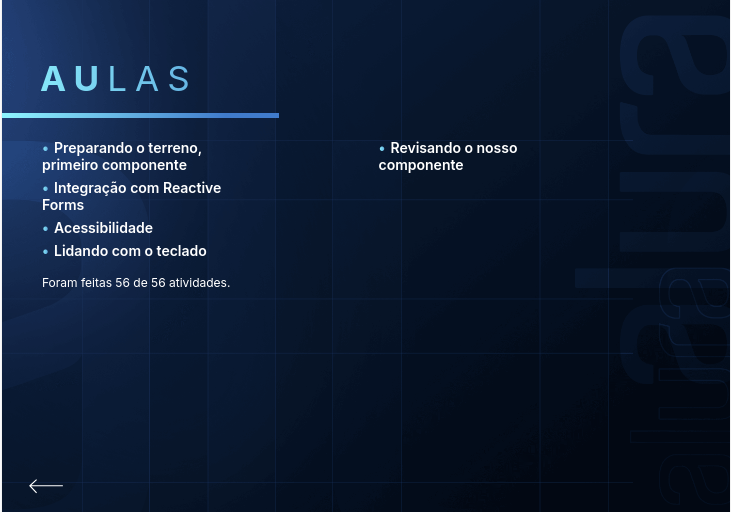 AULAS
• Preparando o terreno,
primeiro componente
• Integração com Reactive
Forms
• Acessibilidade
• Lidando com o teclado
• Revisando o nosso
componente
Foram feitas 56 de 56 atividades.
alura
alura